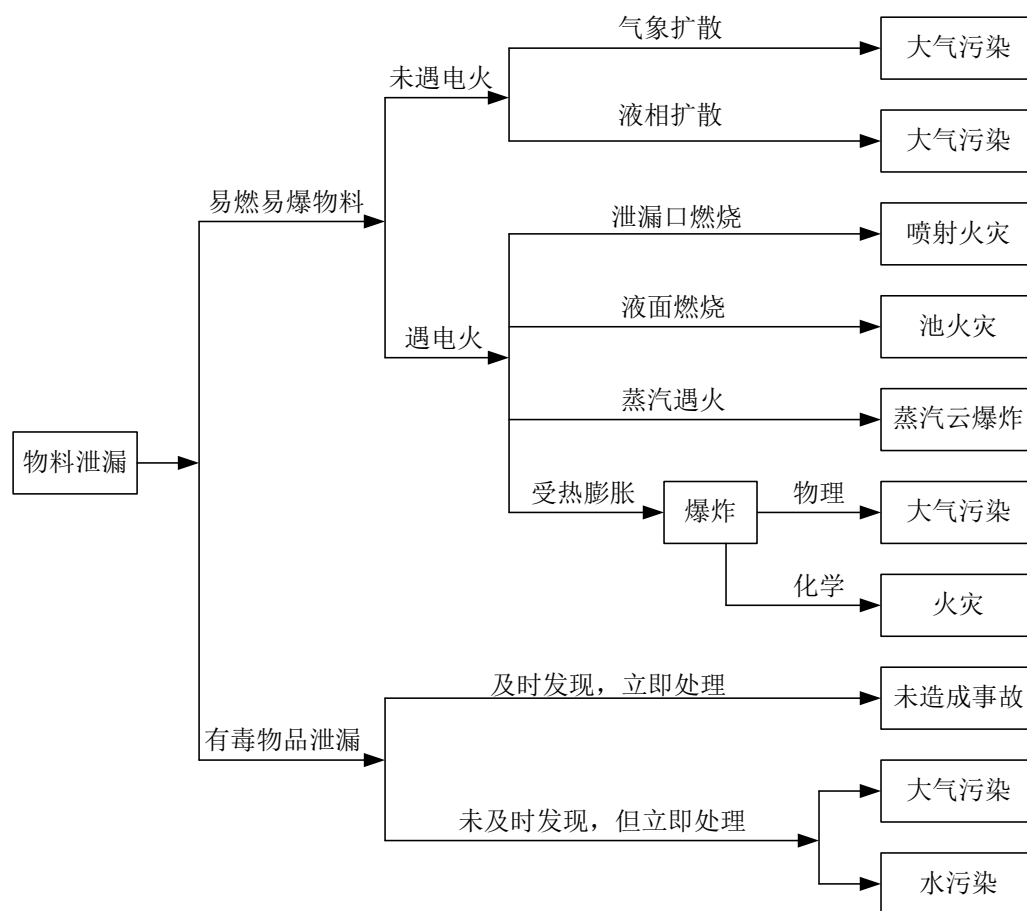 气象扩散
大气污染
未遇电火
液相扩散
大气污染
易燃易爆物料
泄漏口燃烧
喷射火灾
液面燃烧
池火灾
遇电火
蒸汽遇火
蒸汽云爆炸
物料泄漏
受热膨胀
爆炸
物理
大气污染
化学
火灾
及时发现，立即处理
未造成事故
有毒物品泄漏
大气污染
未及时发现，但立即处理
水污染